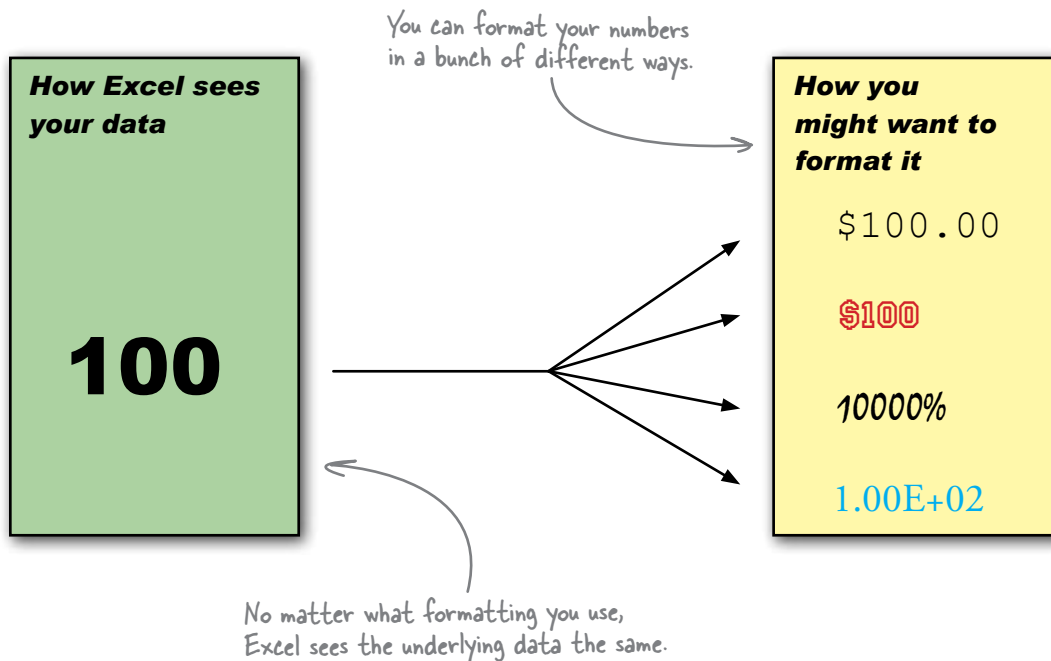 You can format your numbers
in a bunch of different ways.
How Excel sees
your data
100
How you
might want to
format it
$100.00
$100
10000%
1.00E+02
No matter what formatting you use,
Excel sees the underlying data the same.